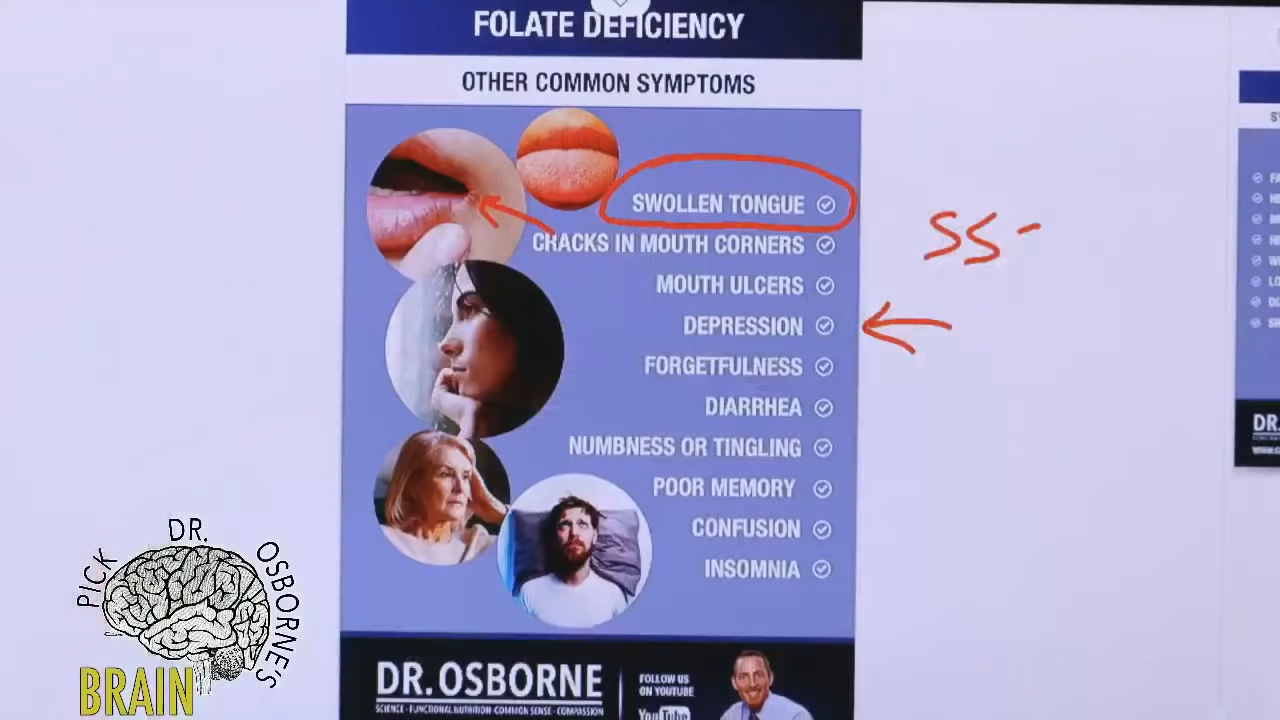 FOLATE DEFICIENCY
OTHER COMMON SYMPTOMS
SWOLLEN TONGUE
CRACKS IN MOUTH CORNERS
MOUTH ULCERS
DEPRESSION
FORGETFULNESS
DIARRHEA
NUMBNESS OR TINGLING
POOR MEMORY
CONFUSION
INSOMNIA
SS-
DR. OSBORNE
SCIENCE · FUNCTIONAL NUTRITION · COMMON SENSE · COMPASSION
FOLLOW US
ON YOUTUBE
YouTube
PICK DR. OSBORNE'S
BRAIN
DR.